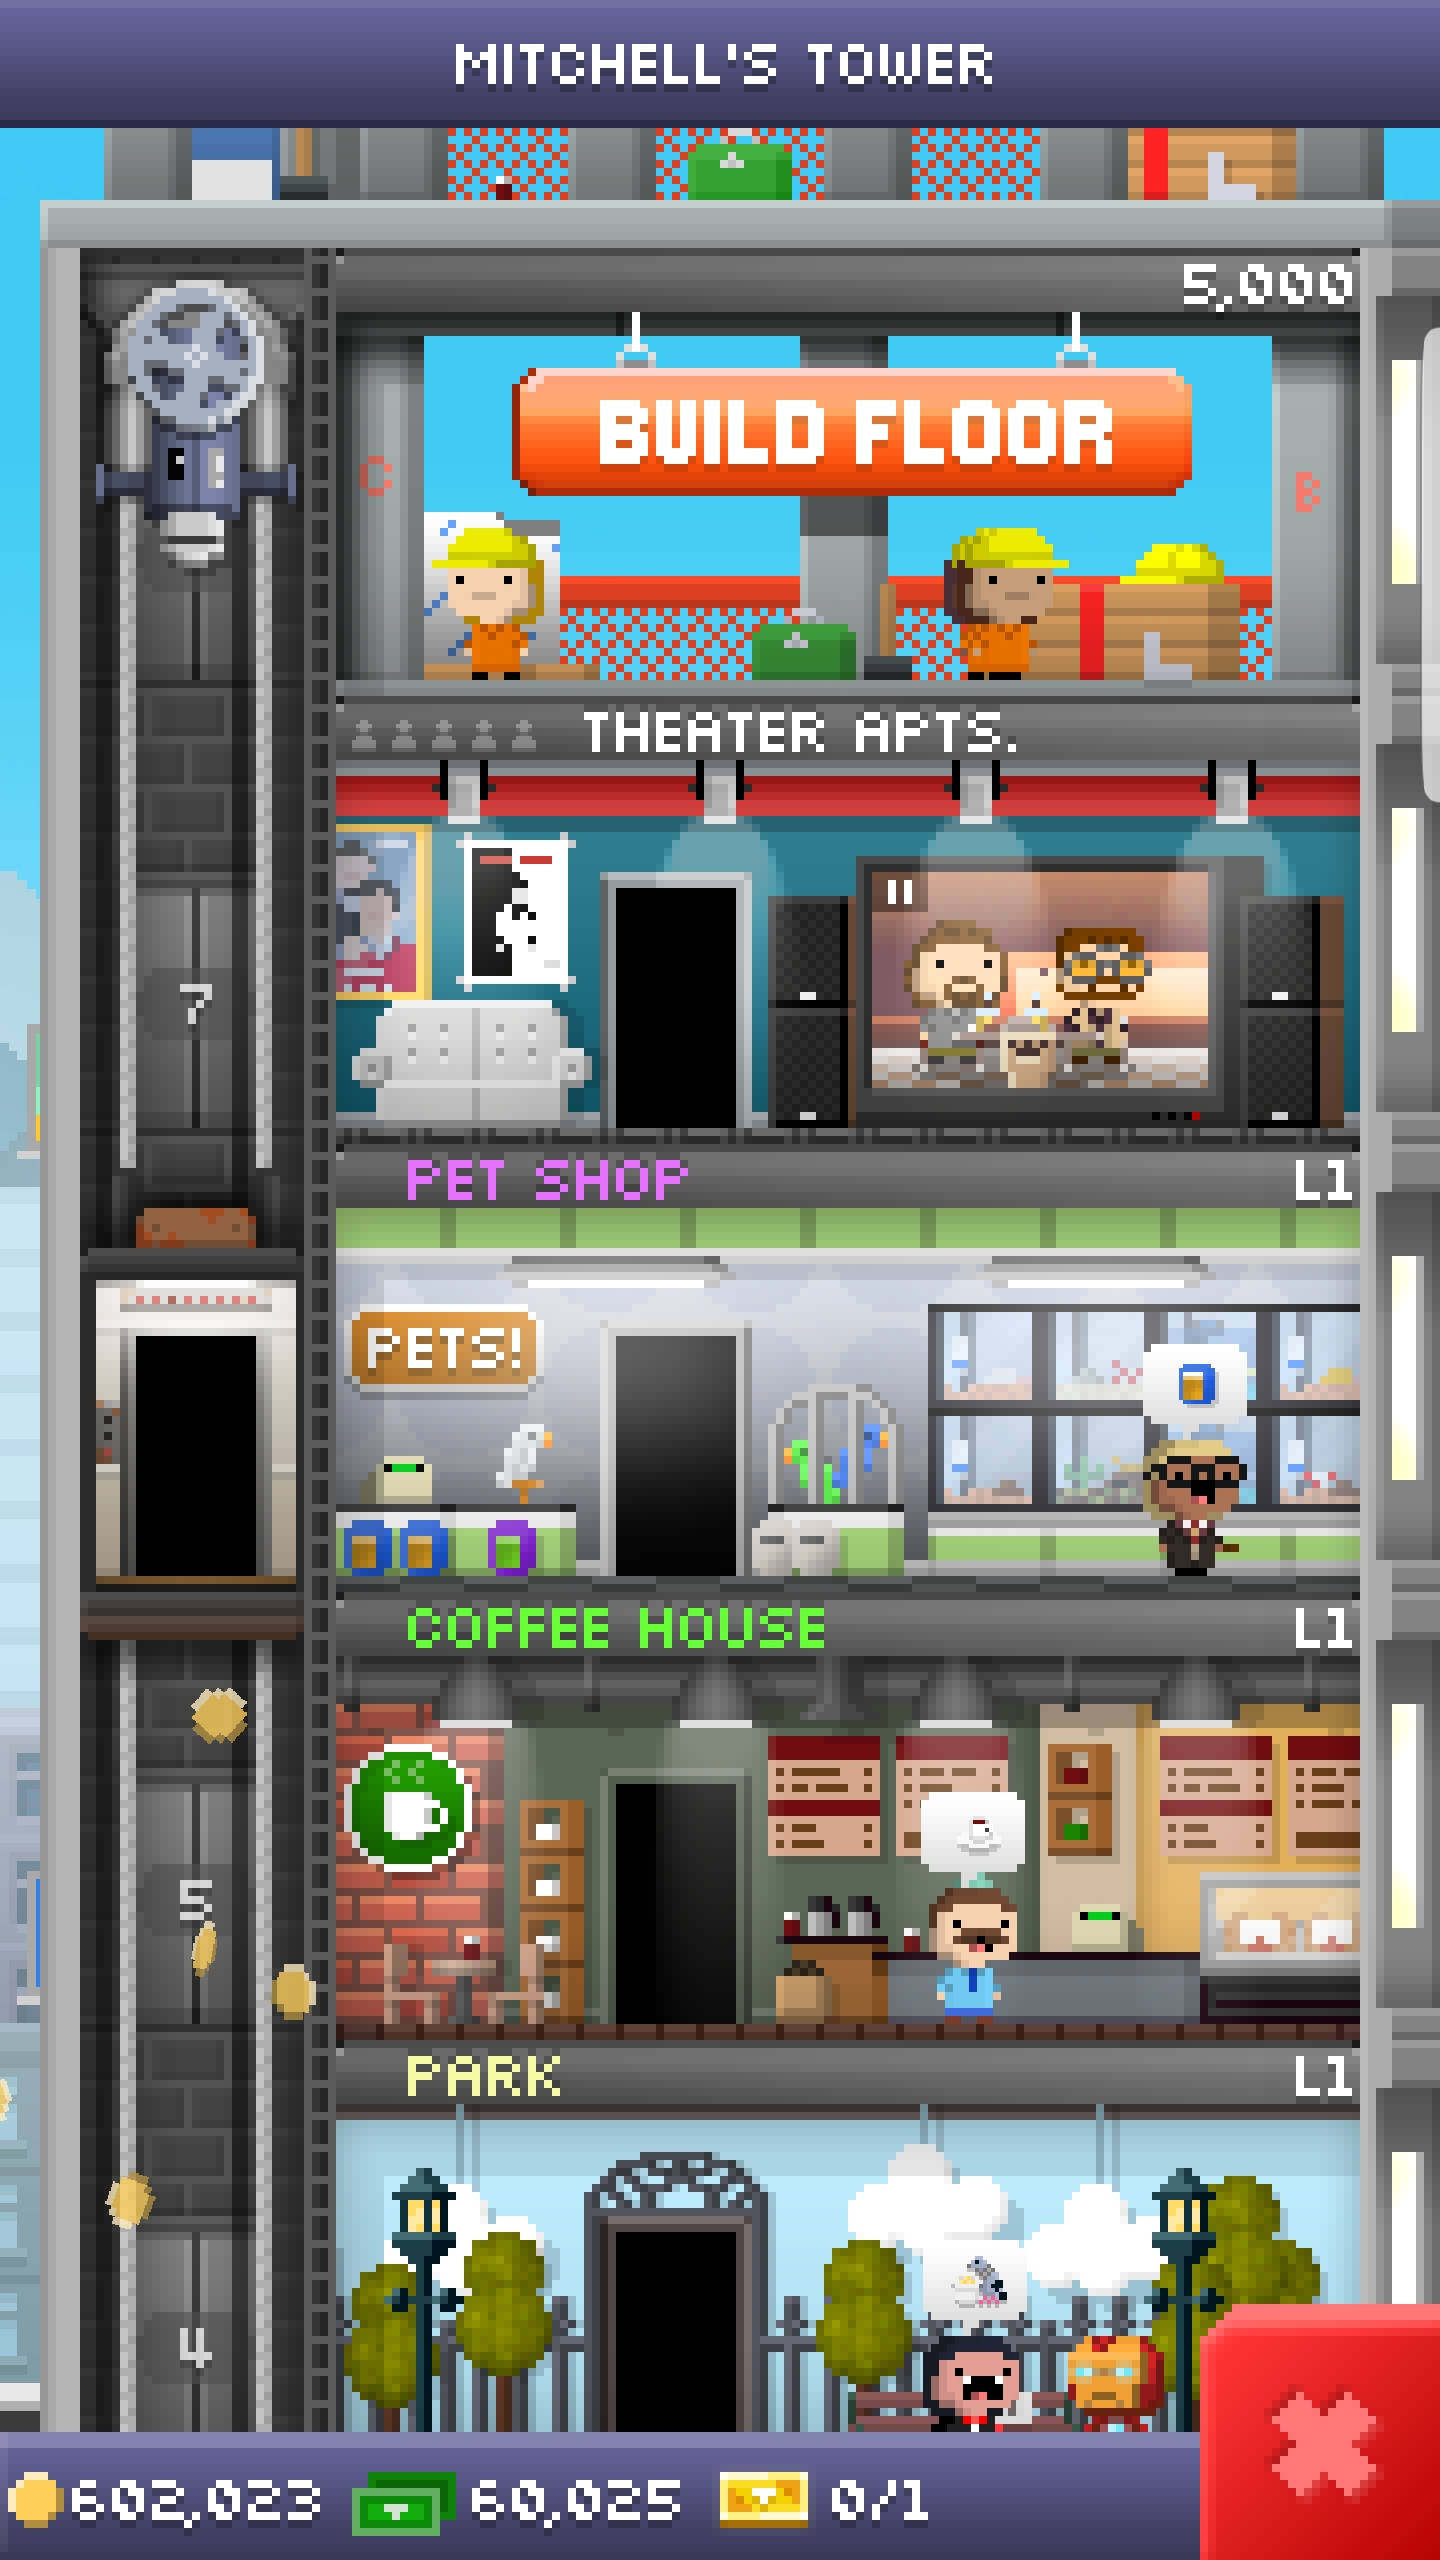 MITCHELL'S TOWER
5,000
BUILD FLOOR
C
B
THEATER APTS.
7
PET SHOP L1
PETS!
COFFEE HOUSE L1
5
PARK L1
4
602,023 60,025 0/1